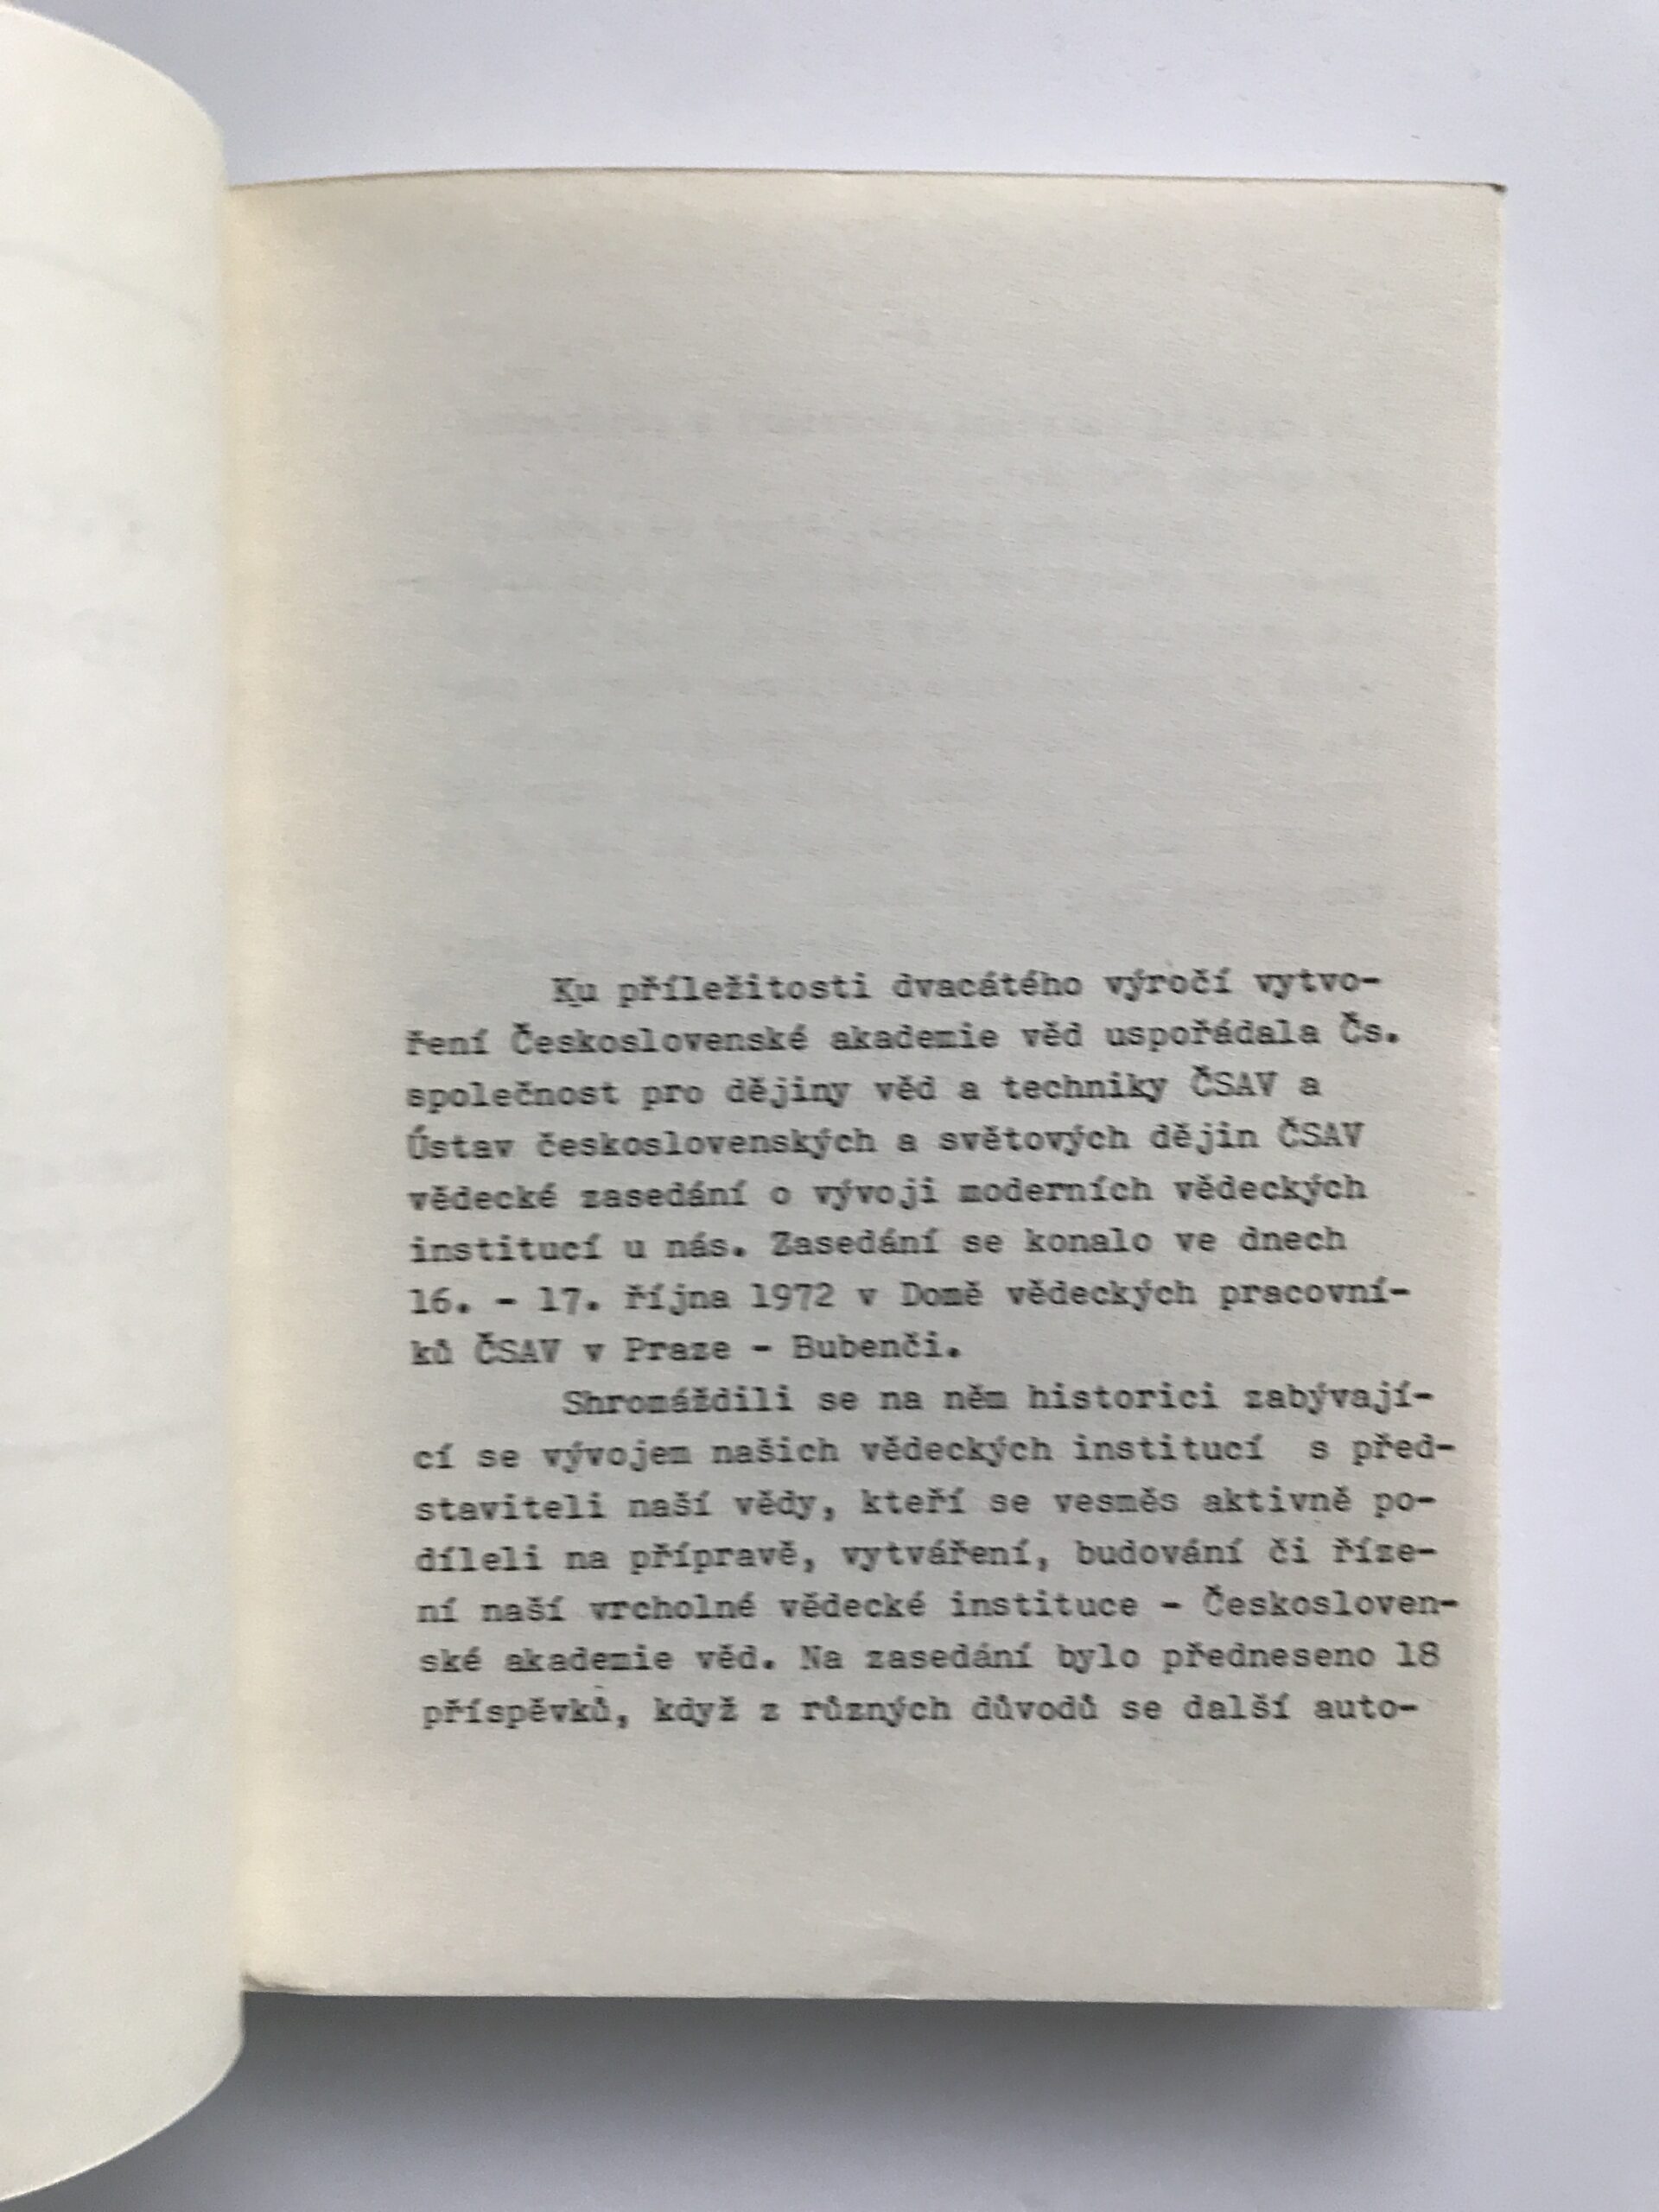 Ku příležitosti dvacátého výročí vytvo-
ření Československé akademie věd uspořádala Čs.
společnost pro dějiny věd a techniky ČSAV a
Ústav československých a světových dějin ČSAV
vědecké zasedání o vývoji moderních vědeckých
institucí u nás. Zasedání se konalo ve dnech
16. - 17. října 1972 v Domě vědeckých pracovní-
ků ČSAV v Praze - Bubenči.
Shromáždili se na něm historici zabývají-
cí se vývojem našich vědeckých institucí s před-
staviteli naší vědy, kteří se vesměs aktivně po-
díleli na přípravě, vytváření, budování či říze-
ní naší vrcholné vědecké instituce - Českosloven-
ské akademie věd. Na zasedání bylo předneseno 18
příspěvků, když z různých důvodů se další auto-